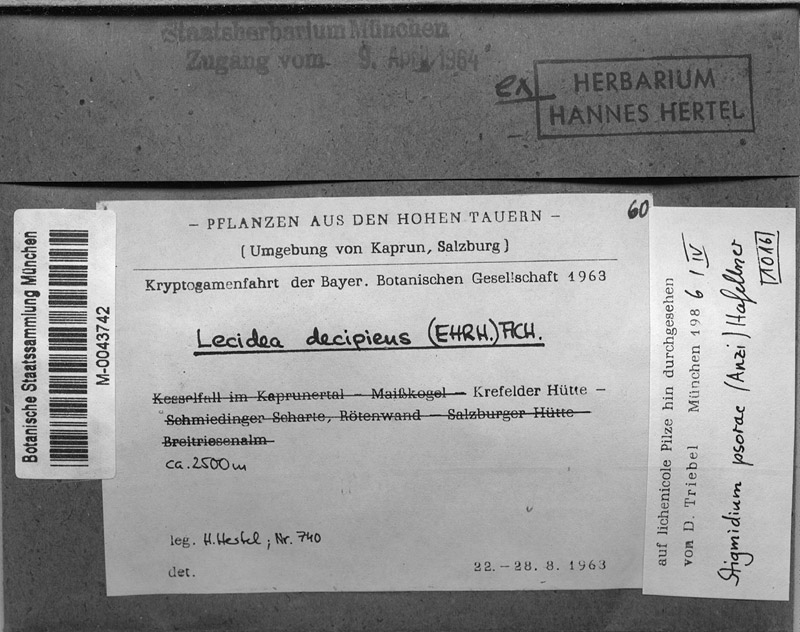 Staatsherbarium München
Zugang vom 9. April 1964
ex
HERBARIUM
HANNES HERTEL
Botanische Staatssammlung München
M-0043742
60
– PFLANZEN AUS DEN HOHEN TAUERN –
(Umgebung von Kaprun, Salzburg)
Kryptogamenfahrt der Bayer. Botanischen Gesellschaft 1963
Lecidea decipiens (EHRH.) ACH.
Kesselfall im Kaprunertal – Maißkogel – Krefelder Hütte –
Schmiedinger Scharte, Rötenwand – Salzburger Hütte
Breitriesenalm
ca. 2500 m
leg. H. Hertel; Nr. 740
det.
22. – 28. 8. 1963
auf lichenicole Pilze hin durchgesehen
von D. Triebel München 1986 / IV
Stigmidium psorae (Anzi) Hafellner
1016